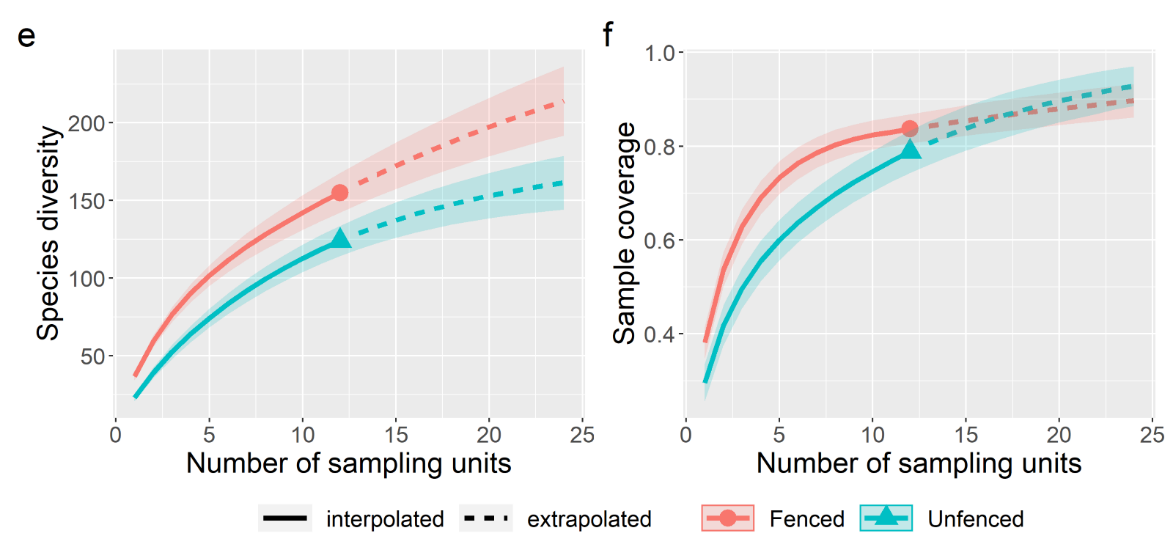 e
Species diversity
200
150
100
50
0 5 10 15 20 25
Number of sampling units
f
Sample coverage
1.0
0.8
0.6
0.4
0 5 10 15 20 25
Number of sampling units
interpolated extrapolated Fenced Unfenced